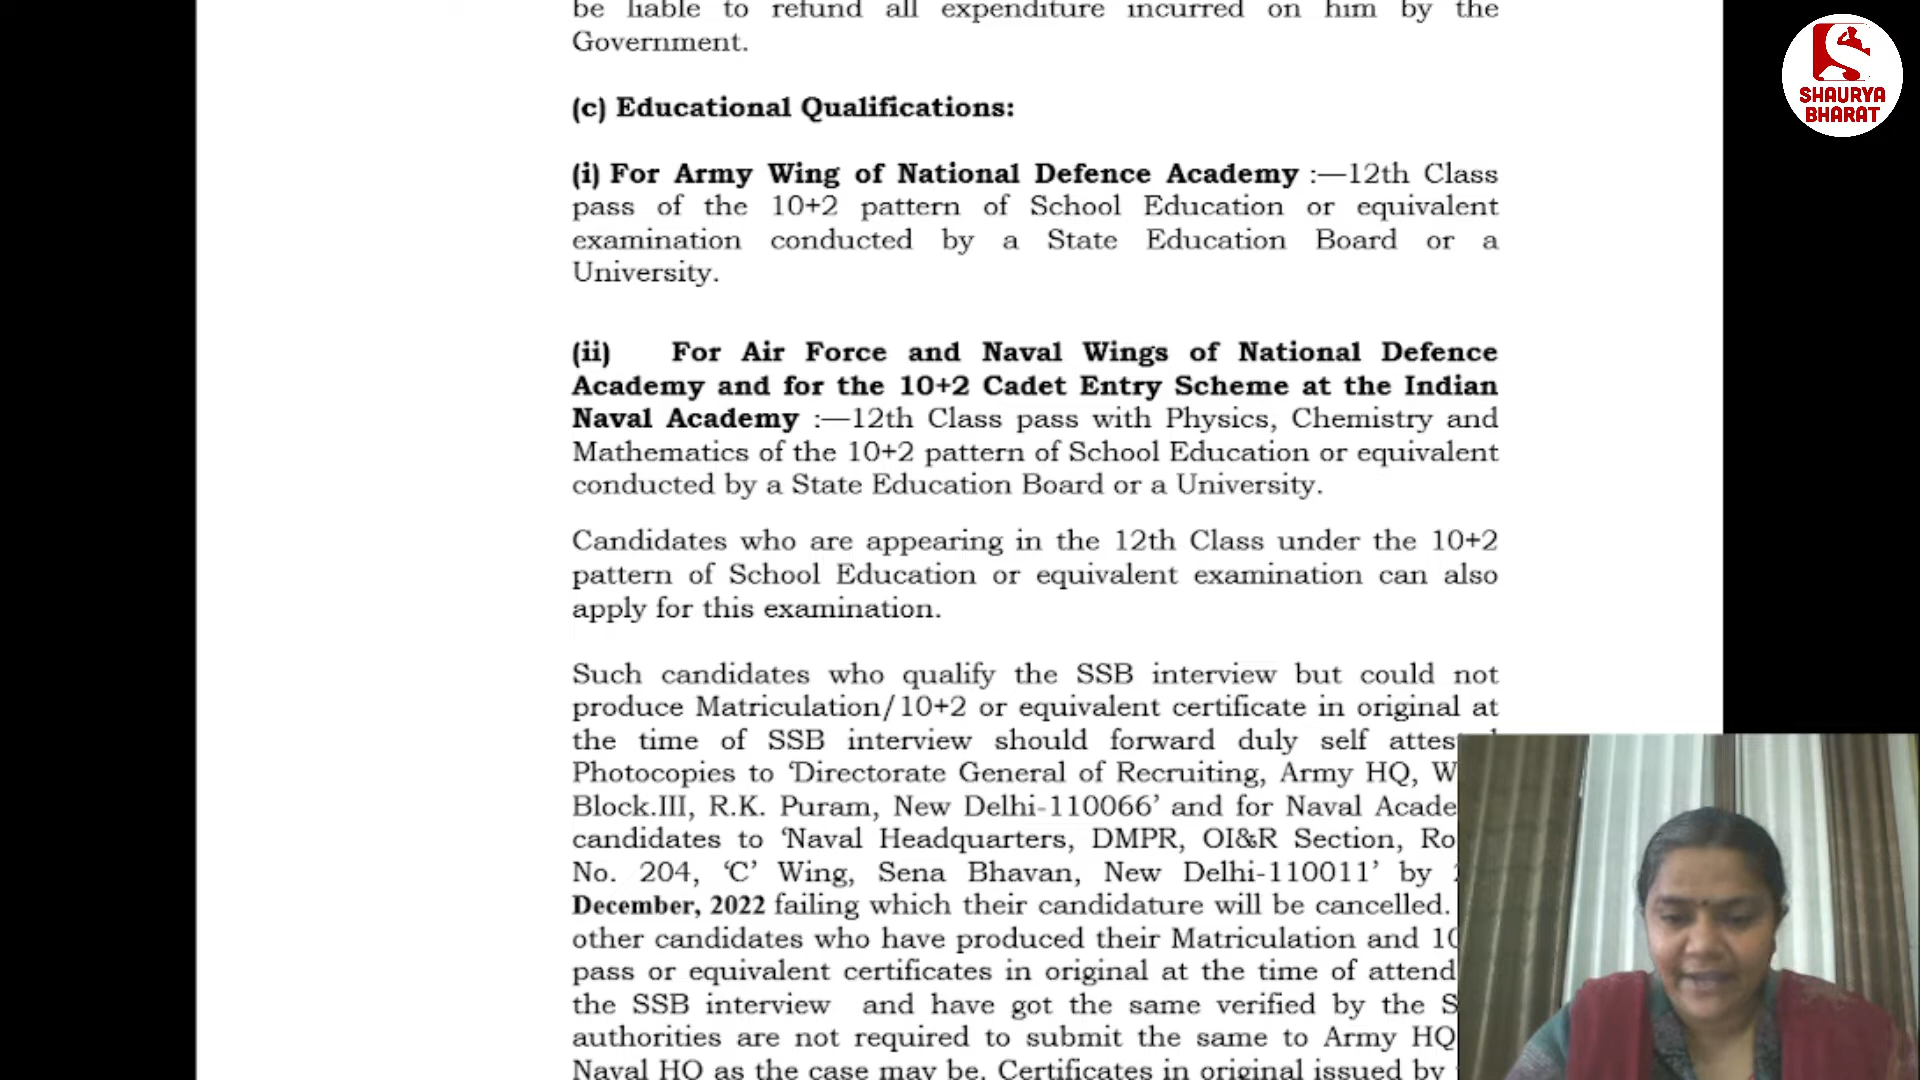 be liable to refund all expenditure incurred on him by the
Government.
(c) Educational Qualifications:
(i) For Army Wing of National Defence Academy :—12th Class
pass of the 10+2 pattern of School Education or equivalent
examination conducted by a State Education Board or a
University.
(ii) For Air Force and Naval Wings of National Defence
Academy and for the 10+2 Cadet Entry Scheme at the Indian
Naval Academy :—12th Class pass with Physics, Chemistry and
Mathematics of the 10+2 pattern of School Education or equivalent
conducted by a State Education Board or a University.
Candidates who are appearing in the 12th Class under the 10+2
pattern of School Education or equivalent examination can also
apply for this examination.
Such candidates who qualify the SSB interview but could not
produce Matriculation/10+2 or equivalent certificate in original at
the time of SSB interview should forward duly self
Photocopies to ‘Directorate General of Recruiting, Army HQ,
Block.III, R.K. Puram, New Delhi-110066’ and for Naval
candidates to ‘Naval Headquarters, DMPR, OI&R Section,
No. 204, ‘C’ Wing, Sena Bhavan, New Delhi-110011’ by
December, 2022 failing which their candidature will be cancelled.
other candidates who have produced their Matriculation and
pass or equivalent certificates in original at the time of
the SSB interview and have got the same verified by the
authorities are not required to submit the same to Army HQ
Naval HQ as the case may be. Certificates in original issued by
SHAURYA
BHARAT